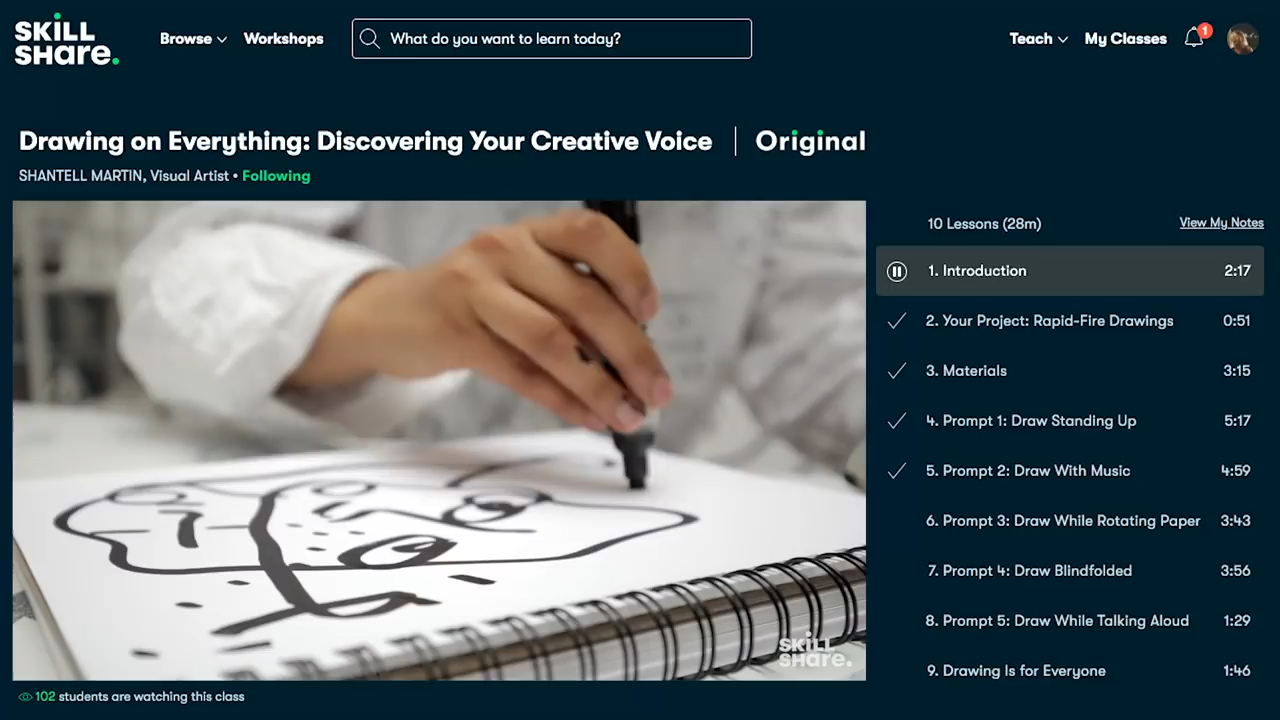 SKILL
SHare.
Browse
Workshops
What do you want to learn today?
Teach
My Classes
1
Drawing on Everything: Discovering Your Creative Voice | Original
SHANTELL MARTIN, Visual Artist • Following
10 Lessons (28m)
View My Notes
1. Introduction 2:17
2. Your Project: Rapid-Fire Drawings 0:51
3. Materials 3:15
4. Prompt 1: Draw Standing Up 5:17
5. Prompt 2: Draw With Music 4:59
6. Prompt 3: Draw While Rotating Paper 3:43
7. Prompt 4: Draw Blindfolded 3:56
8. Prompt 5: Draw While Talking Aloud 1:29
9. Drawing Is for Everyone 1:46
SKILL
SHare.
102 students are watching this class